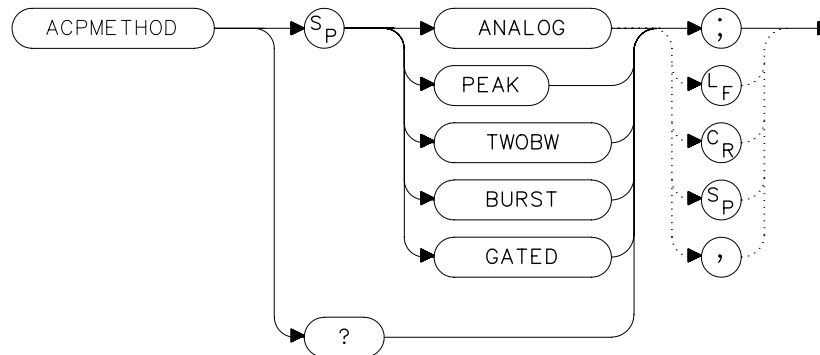 ACPMETHOD SP ANALOG ;
PEAK LF
TWOBW CR
BURST SP
GATED ,
?